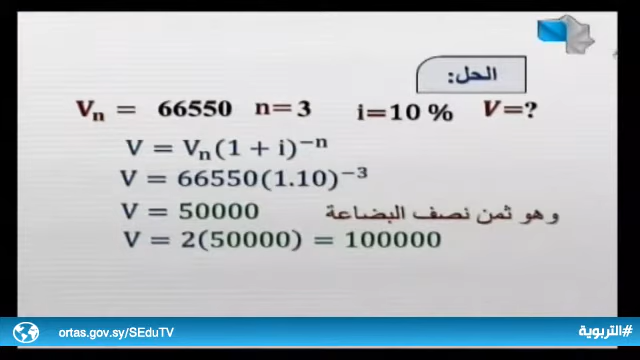 الحل:
Vₙ = 66550 n=3 i=10 % V=?
V = Vₙ(1 + i)⁻ⁿ
V = 66550(1.10)⁻³
V = 50000 وهو ثمن نصف البضاعة
V = 2(50000) = 100000
ortas.gov.sy/SEduTV #التربوية